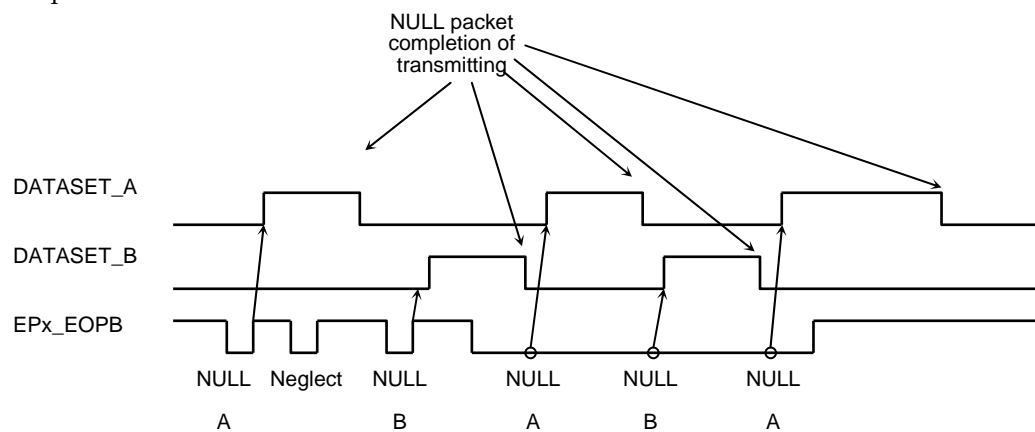 NULL packet
completion of
transmitting
DATASET_A
DATASET_B
EPx_EOPB
NULL Neglect NULL NULL NULL NULL
A B A B A